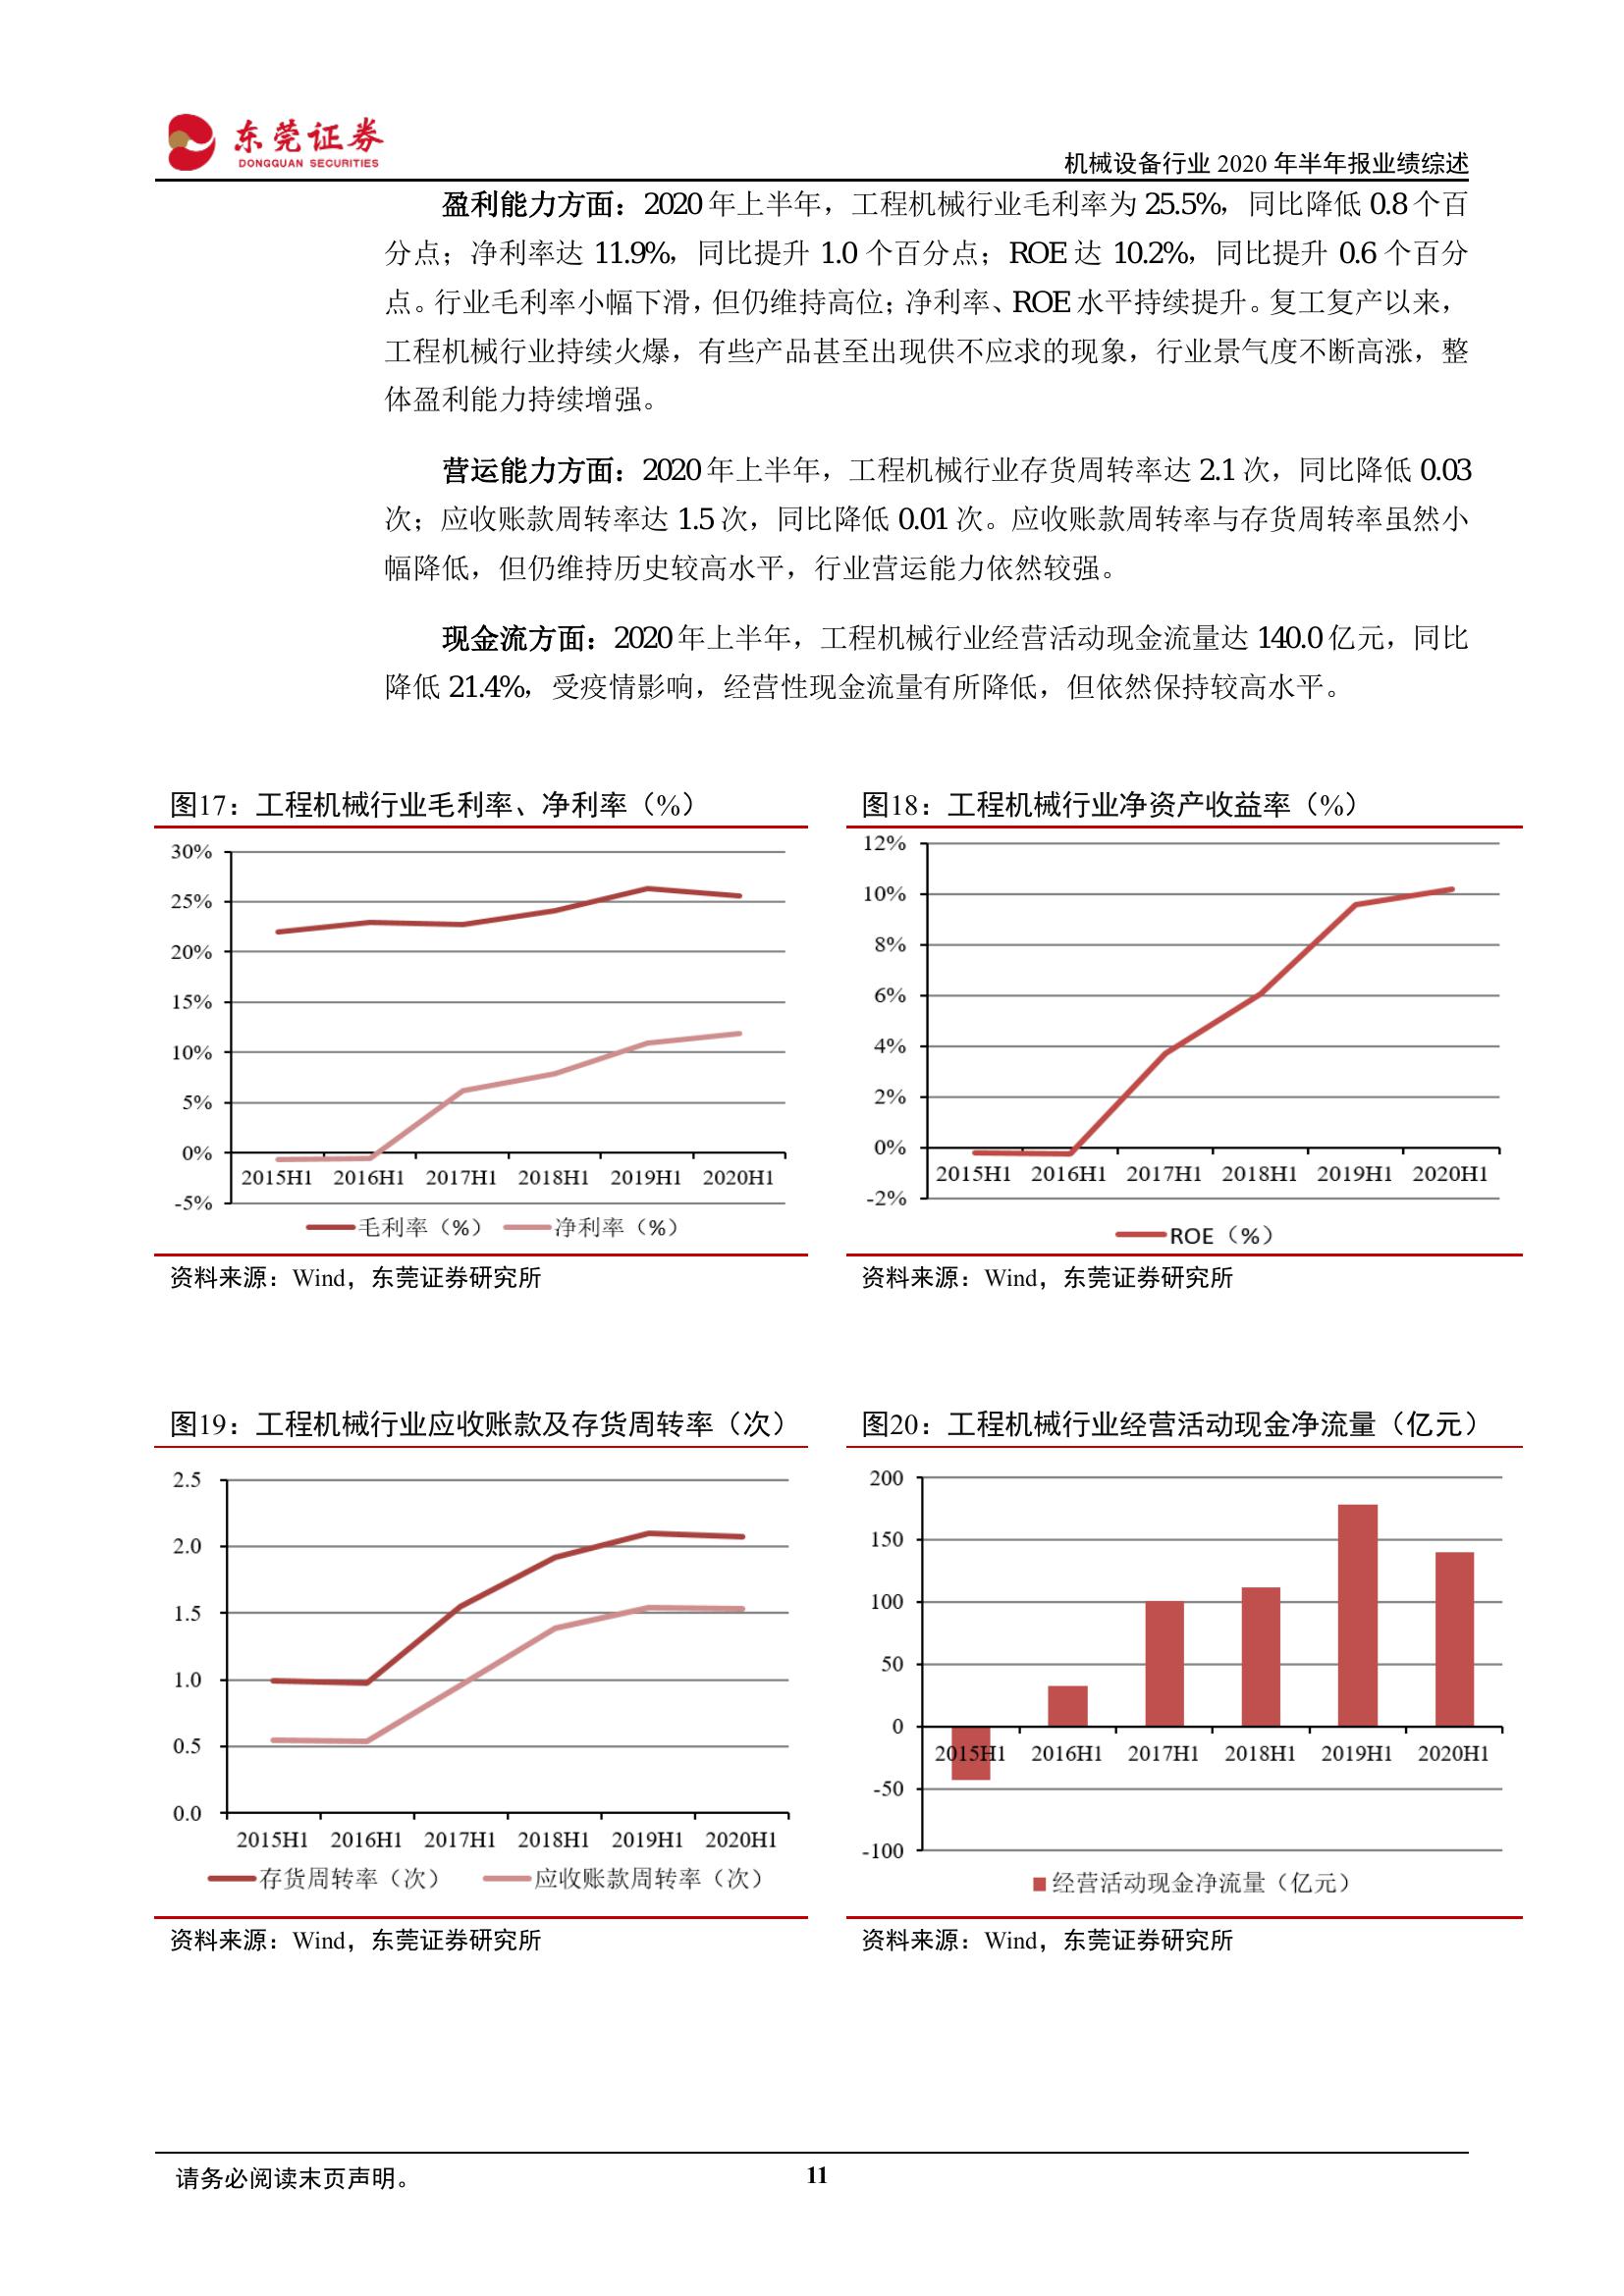 东莞证券
DONGGUAN SECURITIES
机械设备行业 2020 年半年报业绩综述
盈利能力方面：2020 年上半年，工程机械行业毛利率为 25.5%，同比降低 0.8 个百
分点；净利率达 11.9%，同比提升 1.0 个百分点；ROE 达 10.2%，同比提升 0.6 个百分
点。行业毛利率小幅下滑，但仍维持高位；净利率、ROE 水平持续提升。复工复产以来，
工程机械行业持续火爆，有些产品甚至出现供不应求的现象，行业景气度不断高涨，整
体盈利能力持续增强。
营运能力方面：2020 年上半年，工程机械行业存货周转率达 2.1 次，同比降低 0.03
次；应收账款周转率达 1.5 次，同比降低 0.01 次。应收账款周转率与存货周转率虽然小
幅降低，但仍维持历史较高水平，行业营运能力依然较强。
现金流方面：2020 年上半年，工程机械行业经营活动现金流量达 140.0 亿元，同比
降低 21.4%，受疫情影响，经营性现金流量有所降低，但依然保持较高水平。
图17：工程机械行业毛利率、净利率（%）
30%
25%
20%
15%
10%
5%
0%
-5%
2015H1 2016H1 2017H1 2018H1 2019H1 2020H1
毛利率（%） 净利率（%）
资料来源：Wind，东莞证券研究所
图18：工程机械行业净资产收益率（%）
12%
10%
8%
6%
4%
2%
0%
-2%
2015H1 2016H1 2017H1 2018H1 2019H1 2020H1
ROE（%）
资料来源：Wind，东莞证券研究所
图19：工程机械行业应收账款及存货周转率（次）
2.5
2.0
1.5
1.0
0.5
0.0
2015H1 2016H1 2017H1 2018H1 2019H1 2020H1
存货周转率（次） 应收账款周转率（次）
资料来源：Wind，东莞证券研究所
图20：工程机械行业经营活动现金净流量（亿元）
200
150
100
50
0
-50
-100
2015H1 2016H1 2017H1 2018H1 2019H1 2020H1
经营活动现金净流量（亿元）
资料来源：Wind，东莞证券研究所
请务必阅读末页声明。
11